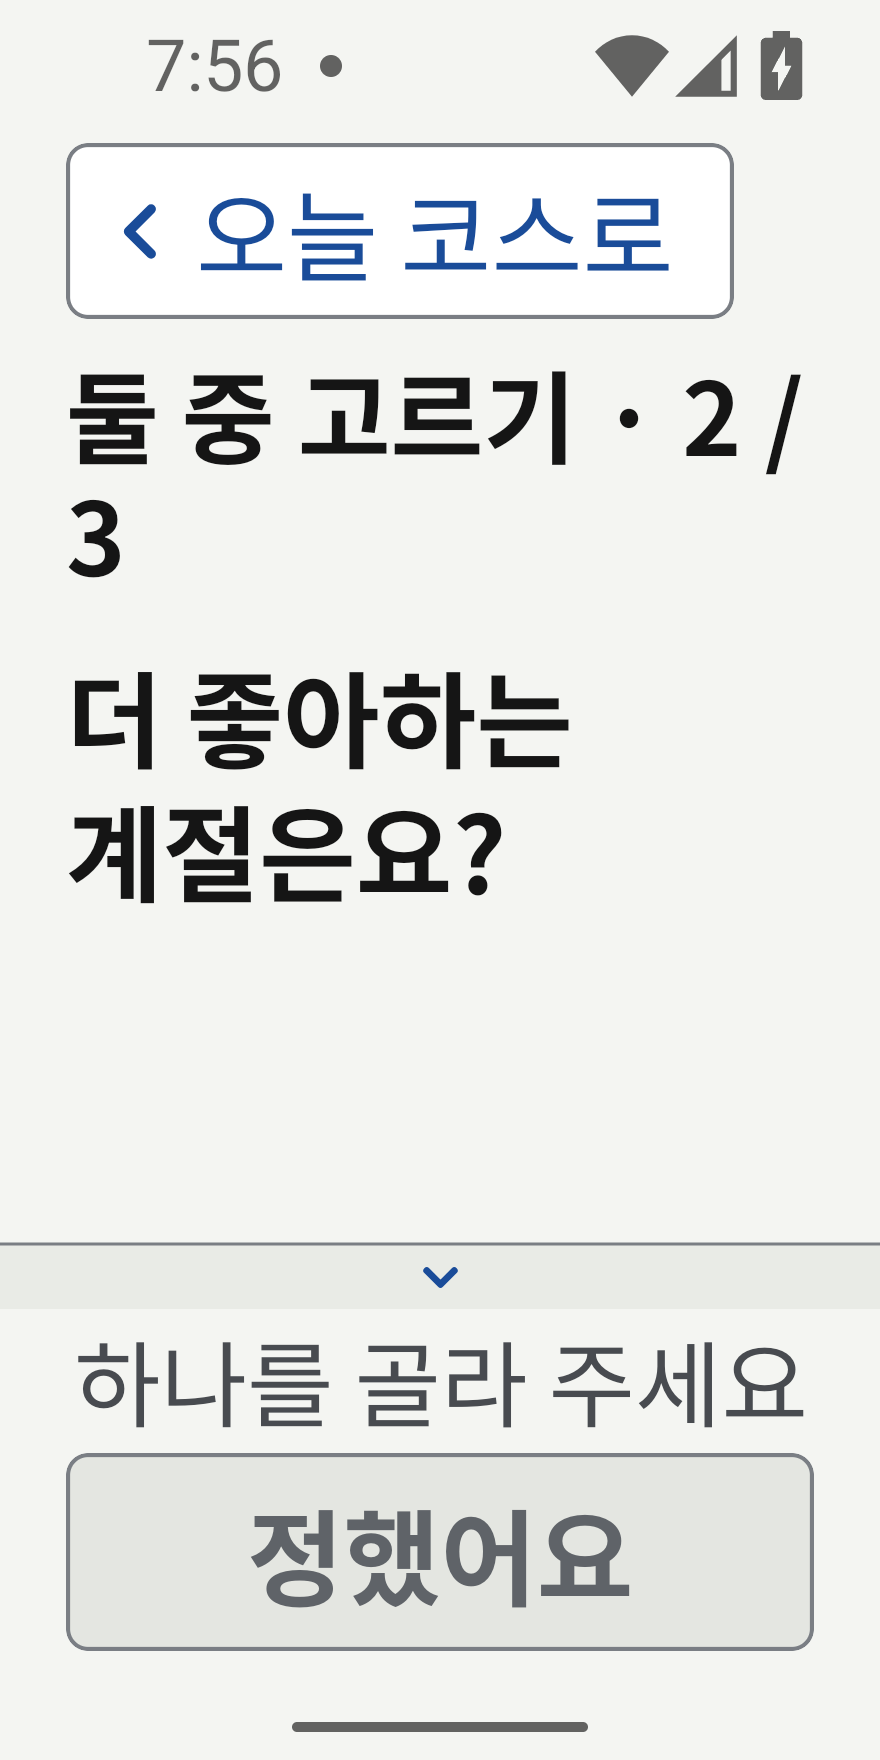 7:56
오늘 코스로
둘 중 고르기 · 2 /
3
더 좋아하는
계절은요?
하나를 골라 주세요
정했어요